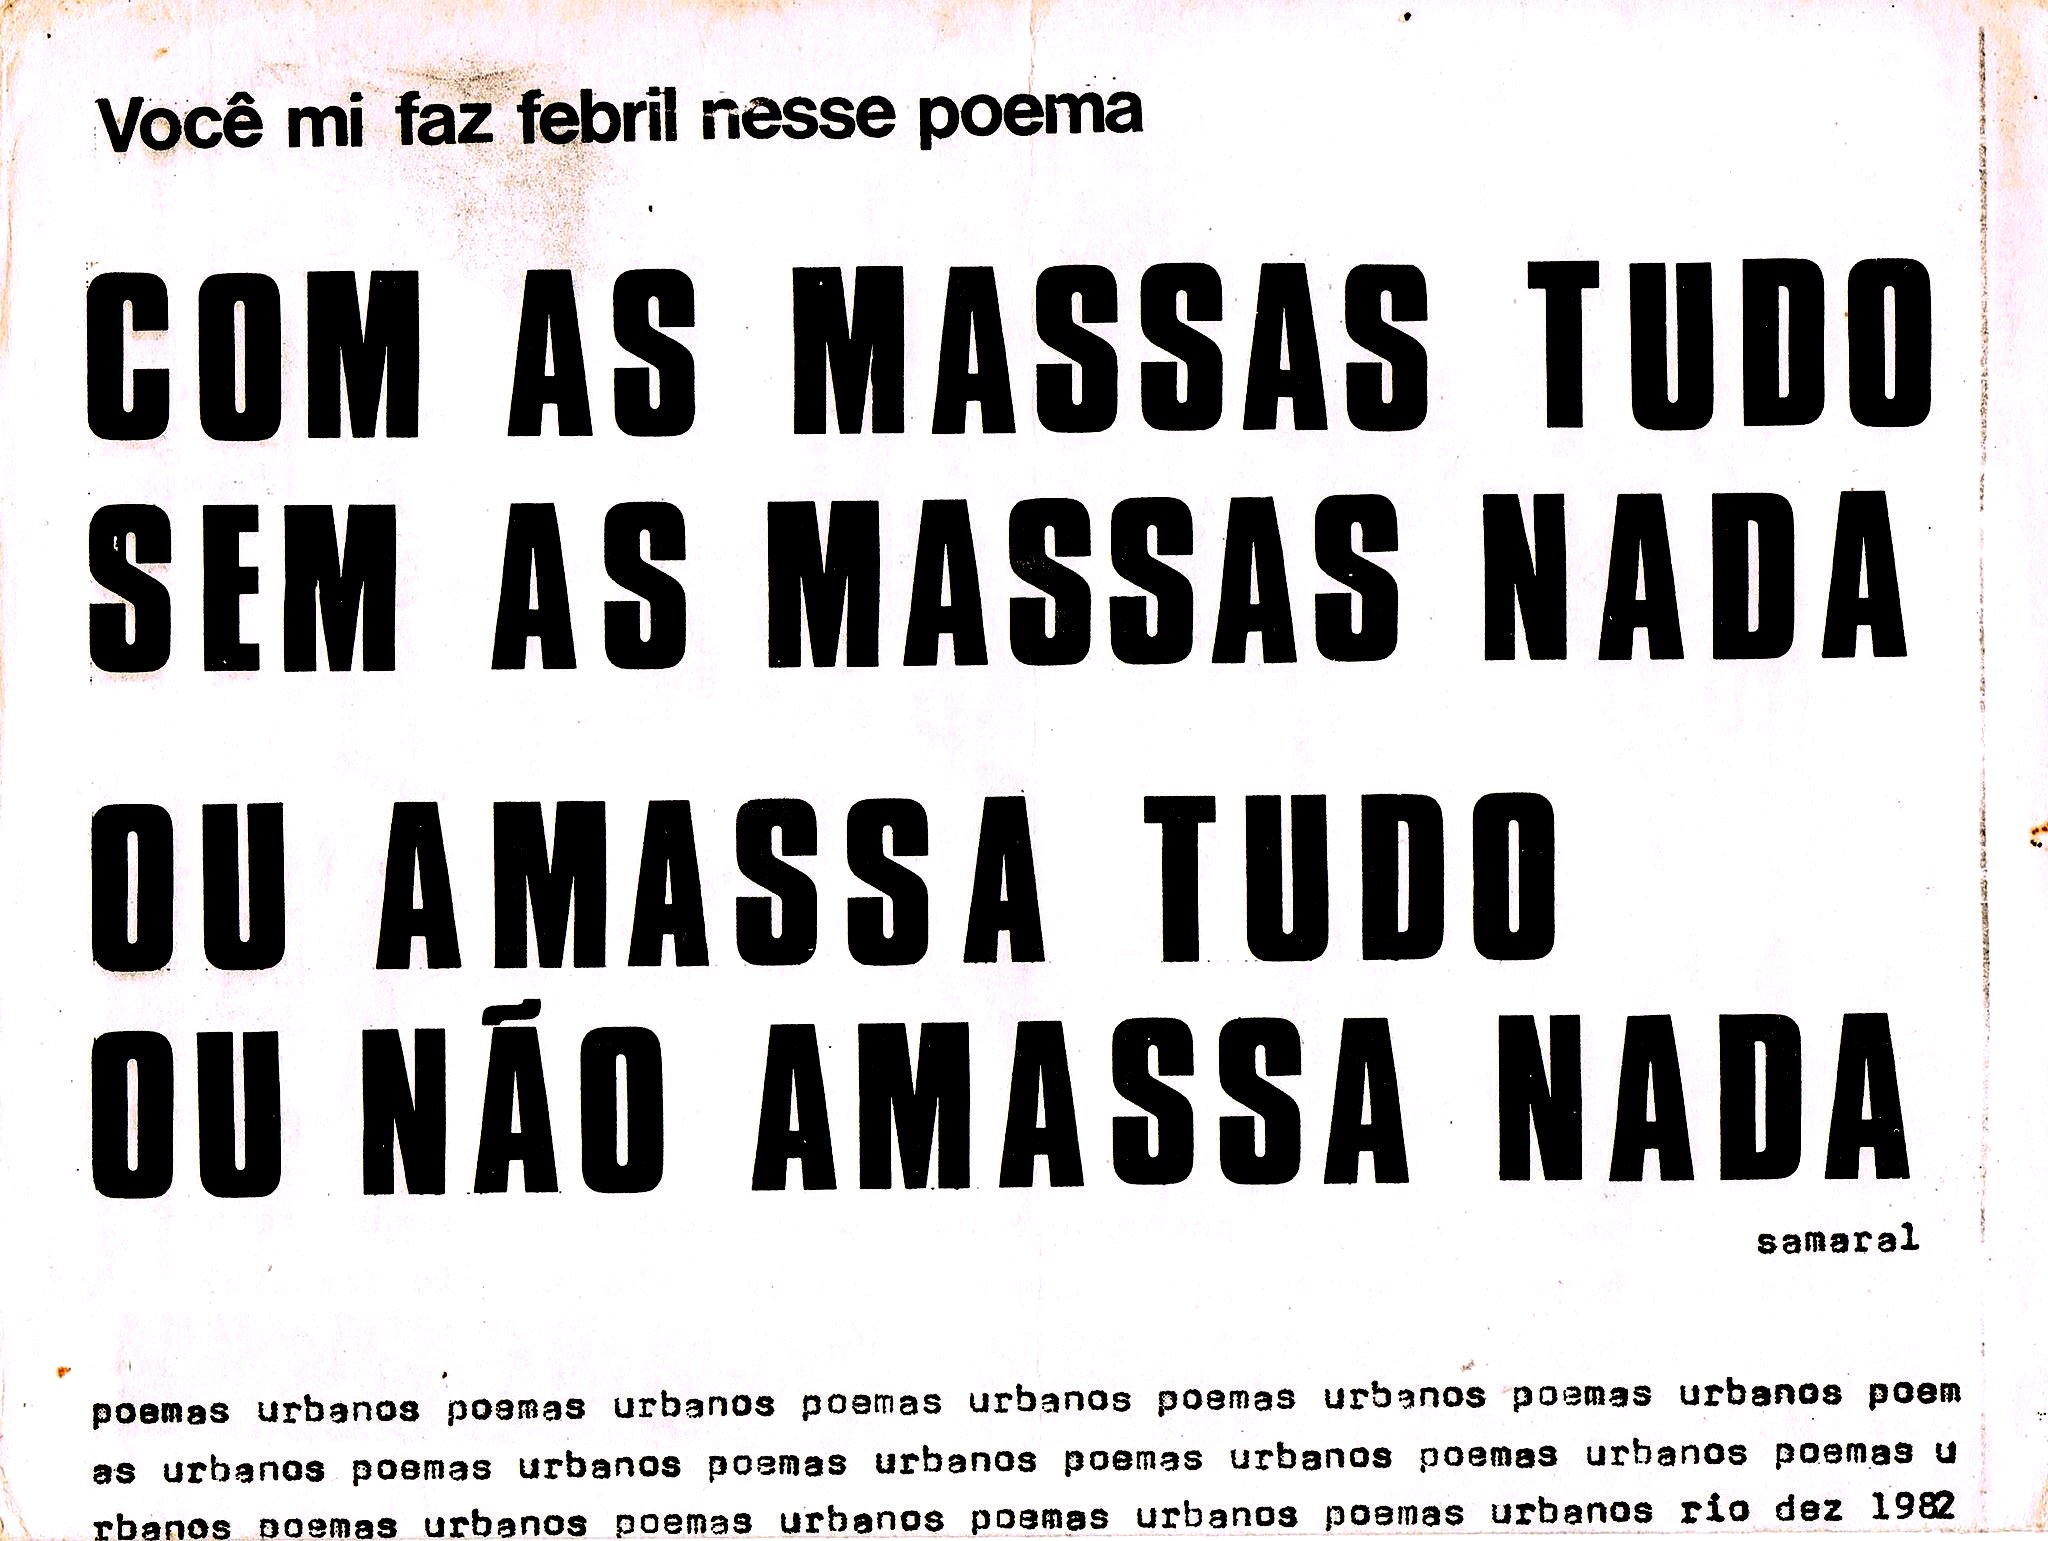 Você mi faz febril nesse poema
COM AS MASSAS TUDO
SEM AS MASSAS NADA
OU AMASSA TUDO
OU NÃO AMASSA NADA
samaral
poemas urbanos poemas urbanos poemas urbanos poemas urbanos poemas urbanos poem
as urbanos poemas urbanos poemas urbanos poemas urbanos poemas urbanos poemas u
rbanos poemas urbanos poemas urbanos poemas urbanos poemas urbanos rio dez 1982